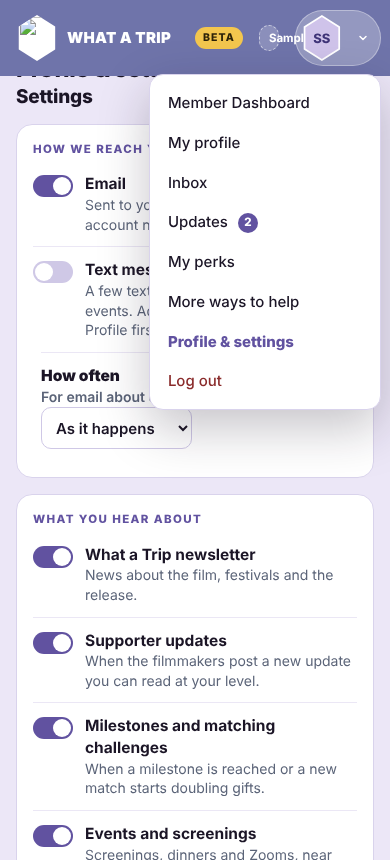 WHAT A TRIP
BETA
Sampl
SS
Settings
Member Dashboard
My profile
Inbox
Updates 2
My perks
More ways to help
Profile & settings
Log out
HOW WE REACH
Email
Sent to
account
A few text
events.
Profile
How often
For email about
As it happens
WHAT YOU HEAR ABOUT
What a Trip newsletter
News about the film, festivals and the
release.
Supporter updates
When the filmmakers post a new update
you can read at your level.
Milestones and matching
challenges
When a milestone is reached or a new
match starts doubling gifts.
Events and screenings
Screenings, dinners and Zooms, near